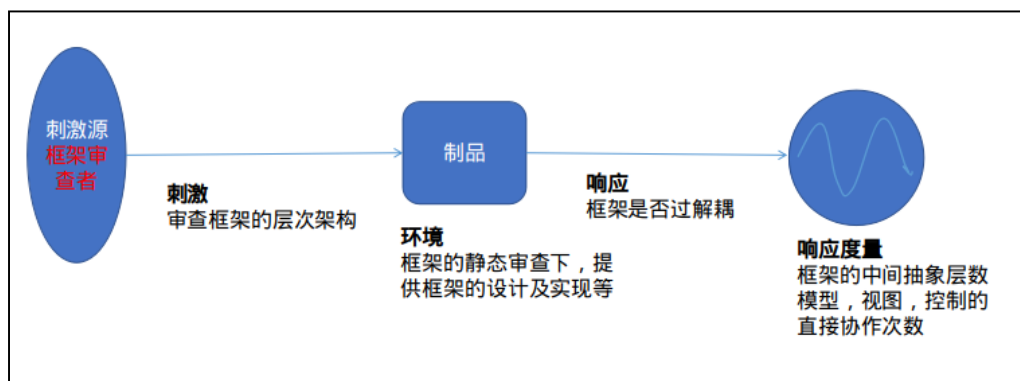 刺激源
框架审
查者
刺激
审查框架的层次架构
制品
环境
框架的静态审查下，提
供框架的设计及实现等
响应
框架是否过解耦
响应度量
框架的中间抽象层数
模型，视图，控制的
直接协作次数